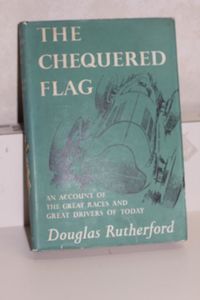 THE
CHEQUERED
FLAG
AN ACCOUNT OF
THE GREAT RACES AND
GREAT DRIVERS OF TODAY
Douglas Rutherford